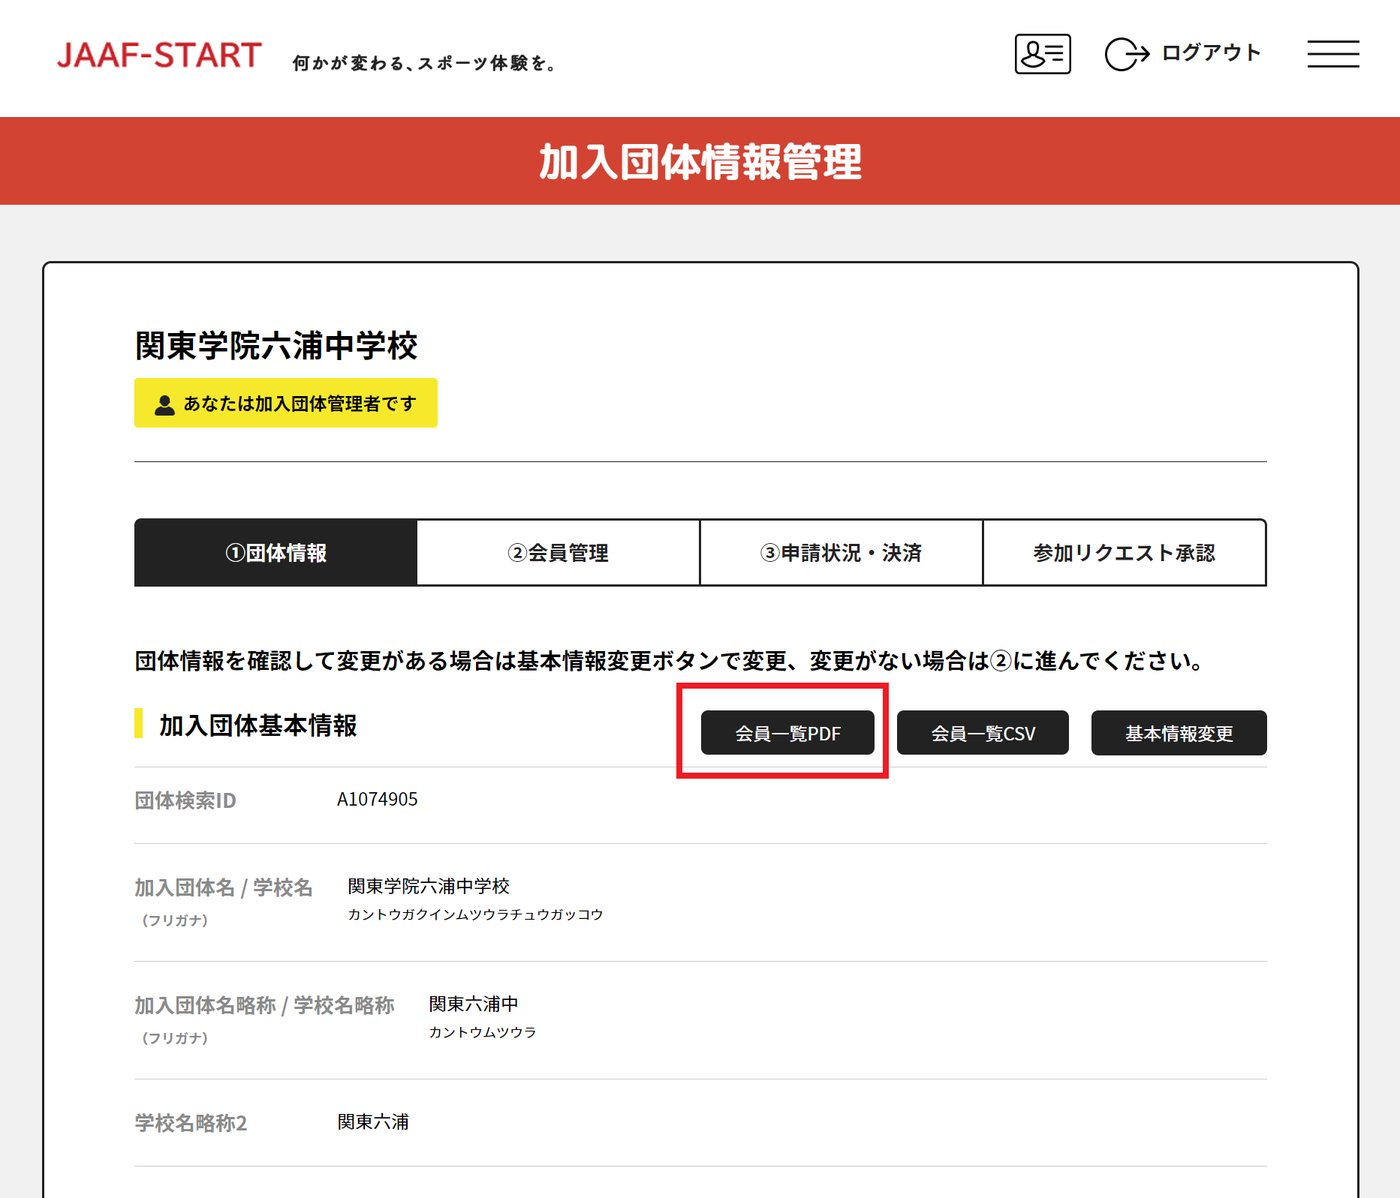 JAAF-START
何かが変わる、スポーツ体験を。
ログアウト
加入団体情報管理
関東学院六浦中学校
あなたは加入団体管理者です
①団体情報
②会員管理
③申請状況・決済
参加リクエスト承認
団体情報を確認して変更がある場合は基本情報変更ボタンで変更、変更がない場合は②に進んでください。
加入団体基本情報
会員一覧PDF
会員一覧CSV
基本情報変更
団体検索ID
A1074905
加入団体名 / 学校名
（フリガナ）
関東学院六浦中学校
カントウガクインムツウラチュウガッコウ
加入団体名略称 / 学校名略称
（フリガナ）
関東六浦中
カントウムツウラ
学校名略称2
関東六浦